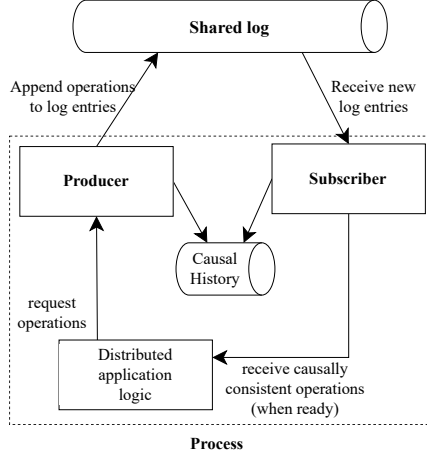 Shared log
Append operations
to log entries
Receive new
log entries
Producer
Subscriber
Causal
History
request
operations
Distributed
application
logic
receive causally
consistent operations
(when ready)
Process